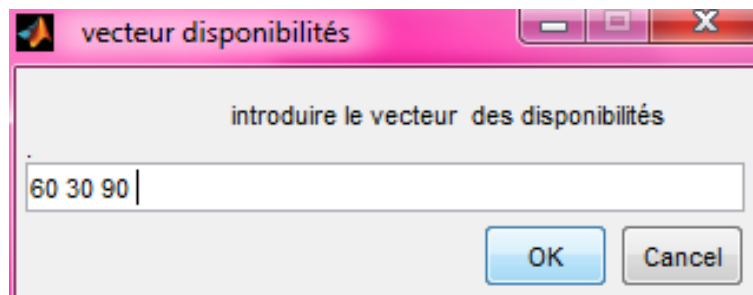 vecteur disponibilités
introduire le vecteur des disponibilités
.
60 30 90
OK Cancel